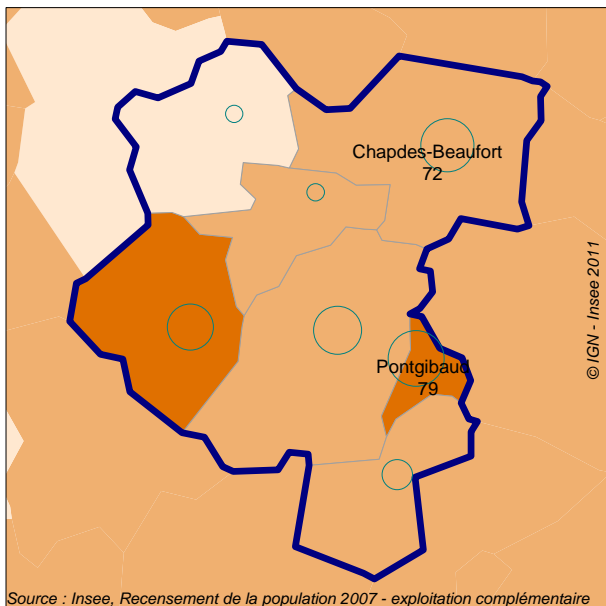 Chapdes-Beaufort
72
Pontgibaud
79
© IGN - Insee 2011
Source : Insee, Recensement de la population 2007 - exploitation complémentaire